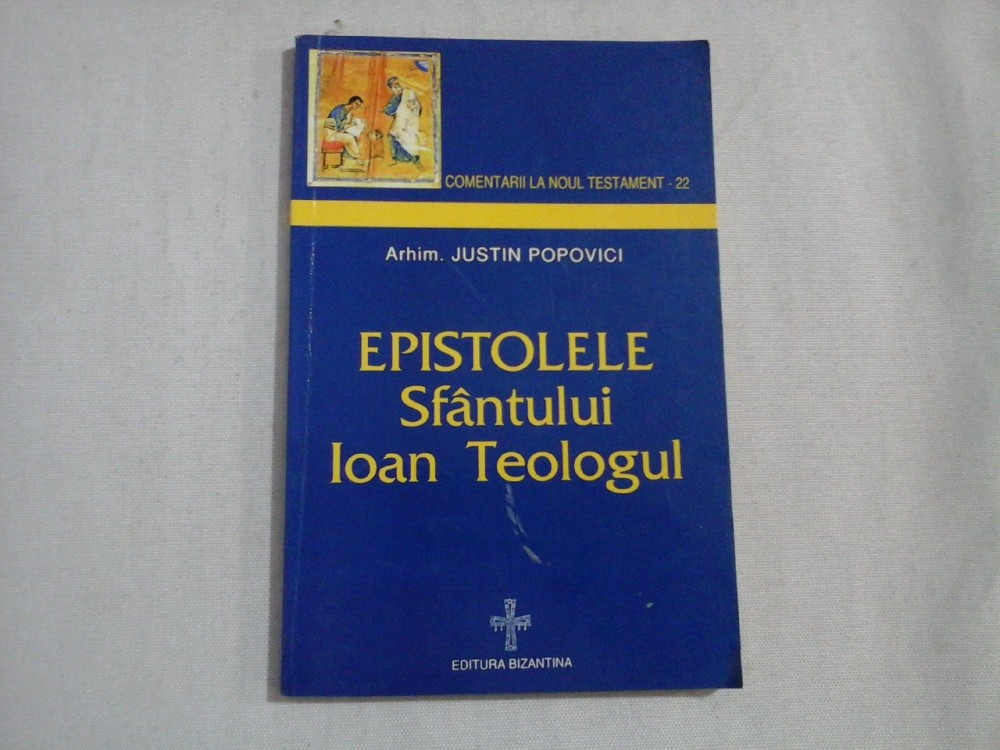 COMENTARII LA NOUL TESTAMENT - 22
Arhim. JUSTIN POPOVICI
EPISTOLELE
Sfântului
Ioan Teologul
EDITURA BIZANTINA